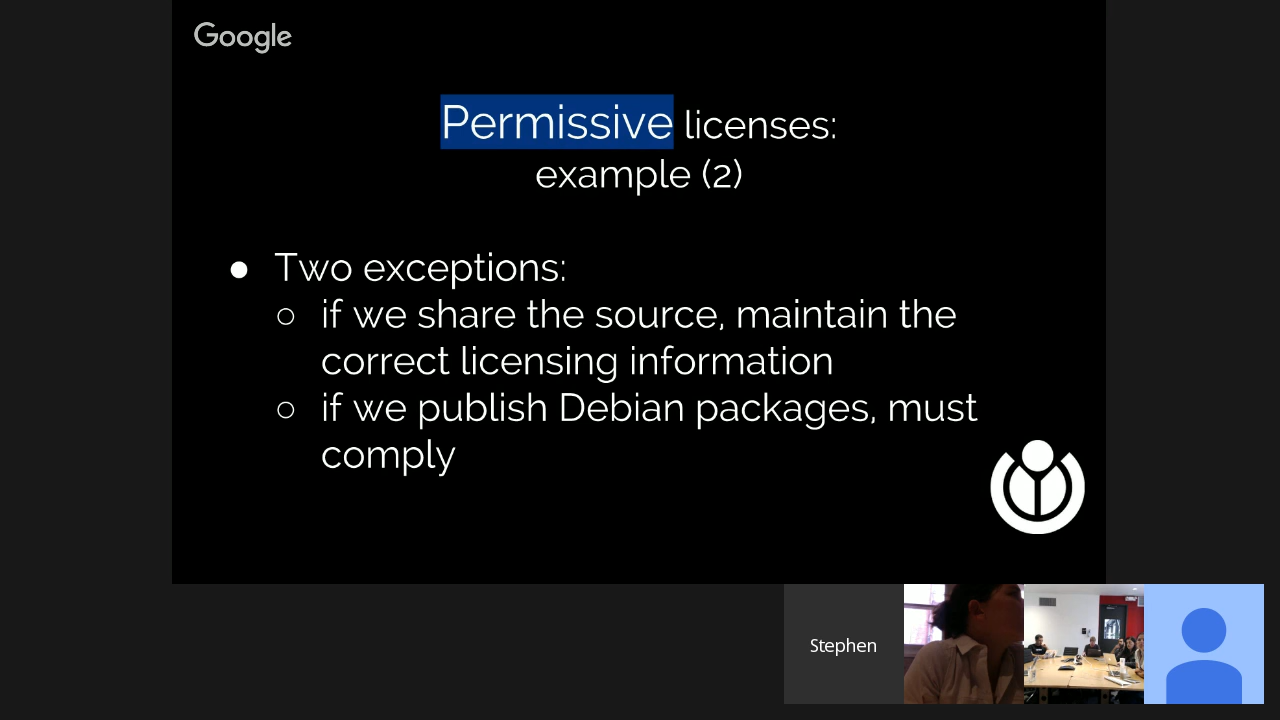 Google
Permissive licenses:
example (2)
● Two exceptions:
○ if we share the source, maintain the
correct licensing information
○ if we publish Debian packages, must
comply
Stephen